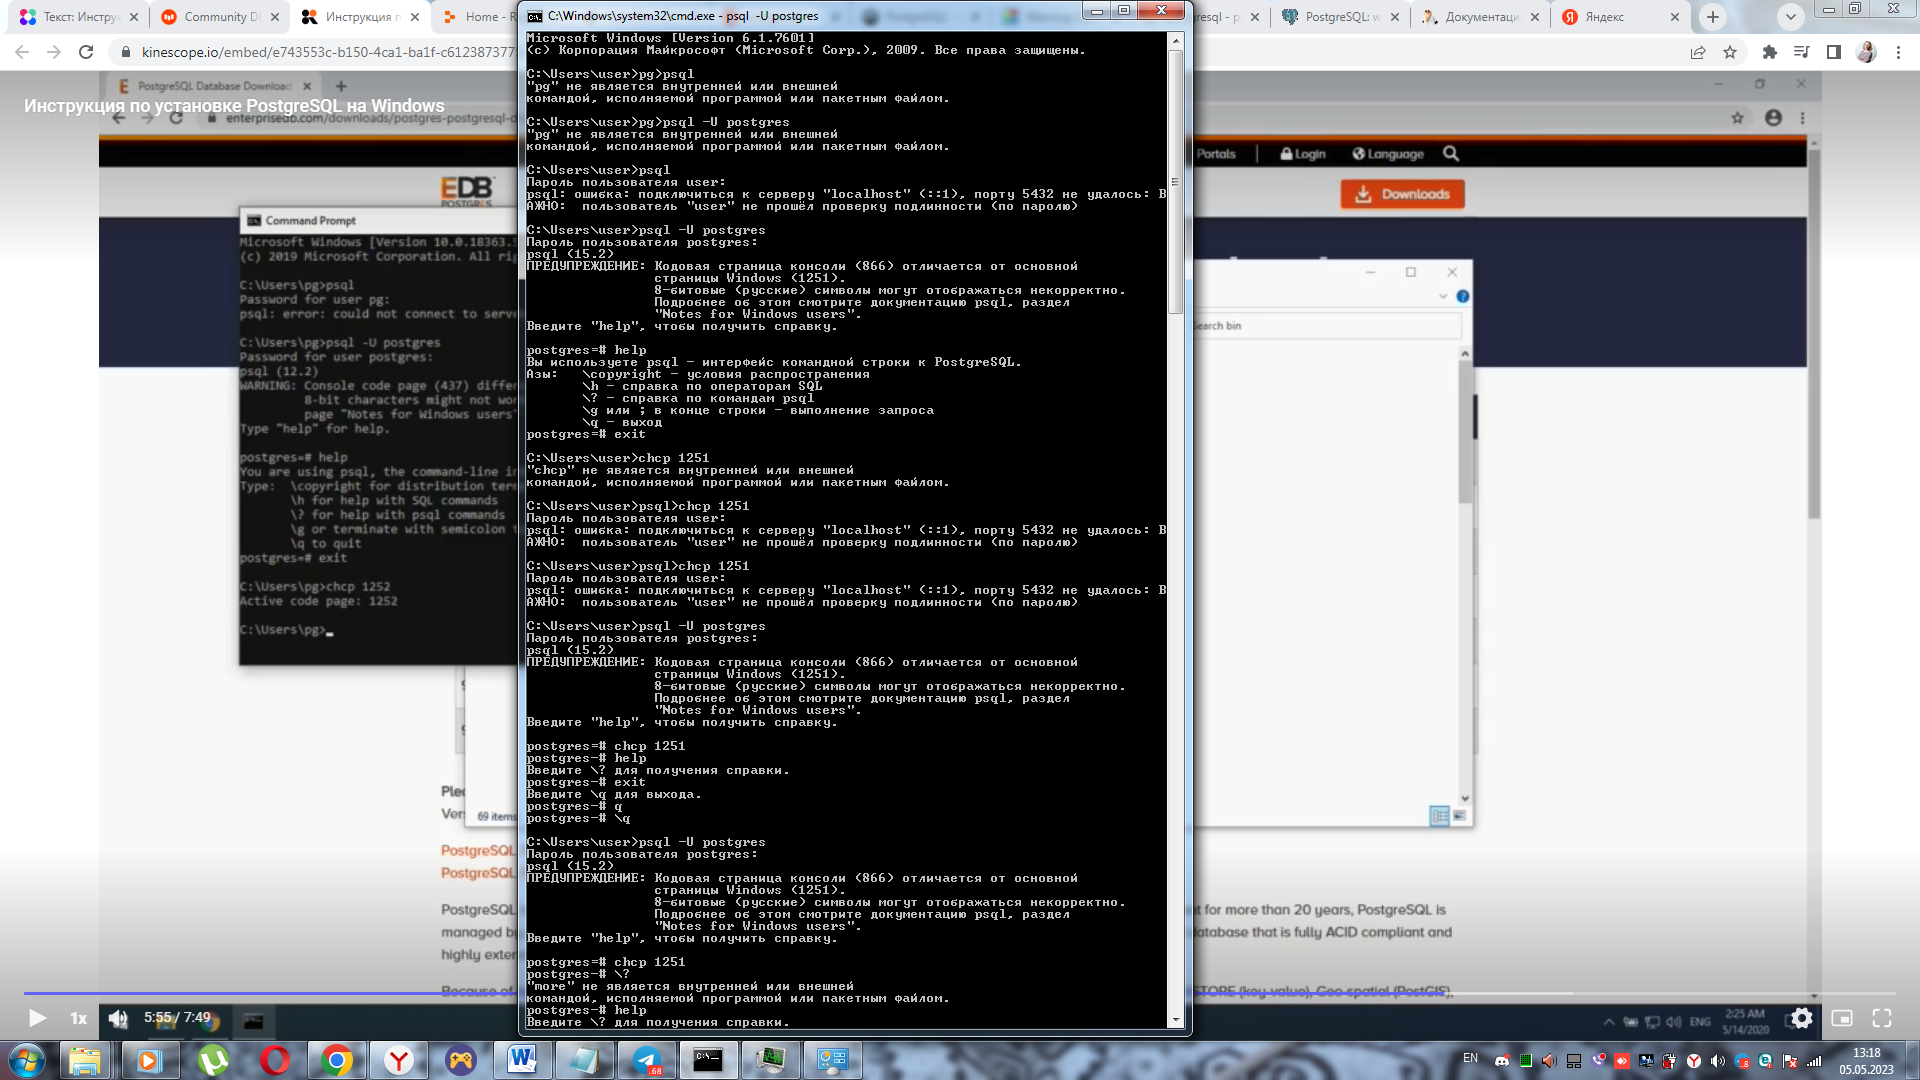 Текст: Инстру
Community D
Инструкция п
Home - R
resql - p
PostgreSQL: w
Документаци
Яндекс
kinescope.io/embed/e743553c-b150-4ca1-ba1f-c612387377
PostgreSQL Database Download
Инструкция по установке PostgreSQL на Windows
enterprisedb.com/downloads/postgres-postgresql-d
Portals
Login
Language
EDB
POSTGRES
Downloads
Command Prompt
Microsoft Windows [Version 10.0.18363.5
(c) 2019 Microsoft Corporation. All rig
C:\Users\pg>psql
Password for user pg:
psql: error: could not connect to serve
C:\Users\pg>psql -U postgres
Password for user postgres:
psql (12.2)
WARNING: Console code page (437) differ
8-bit characters might not wor
page "Notes for Windows users"
Type "help" for help.
postgres=# help
You are using psql, the command-line in
Type:  \copyright for distribution term
\h for help with SQL commands
\? for help with psql commands
\g or terminate with semicolon t
\q to quit
postgres=# exit
C:\Users\pg>chcp 1252
Active code page: 1252
C:\Users\pg>
C:\Windows\system32\cmd.exe - psql -U postgres
Microsoft Windows [Version 6.1.7601]
(c) Корпорация Майкрософт (Microsoft Corp.), 2009. Все права защищены.
C:\Users\user>pg>psql
"pg" не является внутренней или внешней
командой, исполняемой программой или пакетным файлом.
C:\Users\user>pg>psql -U postgres
"pg" не является внутренней или внешней
командой, исполняемой программой или пакетным файлом.
C:\Users\user>psql
Пароль пользователя user:
psql: ошибка: подключиться к серверу "localhost" (::1), порту 5432 не удалось: В
АЖНО:  пользователь "user" не прошёл проверку подлинности (по паролю)
C:\Users\user>psql -U postgres
Пароль пользователя postgres:
psql (15.2)
ПРЕДУПРЕЖДЕНИЕ: Кодовая страница консоли (866) отличается от основной
страницы Windows (1251).
8-битовые (русские) символы могут отображаться некорректно.
Подробнее об этом смотрите документацию psql, раздел
"Notes for Windows users".
Введите "help", чтобы получить справку.
postgres=# help
Вы используете psql - интерфейс командной строки к PostgreSQL.
Азы:   \copyright - условия распространения
\h - справка по операторам SQL
\? - справка по командам psql
\g или ; в конце строки - выполнение запроса
\q - выход
postgres=# exit
C:\Users\user>chcp 1251
"chcp" не является внутренней или внешней
командой, исполняемой программой или пакетным файлом.
C:\Users\user>psql>chcp 1251
Пароль пользователя user:
psql: ошибка: подключиться к серверу "localhost" (::1), порту 5432 не удалось: В
АЖНО:  пользователь "user" не прошёл проверку подлинности (по паролю)
C:\Users\user>psql>chcp 1251
Пароль пользователя user:
psql: ошибка: подключиться к серверу "localhost" (::1), порту 5432 не удалось: В
АЖНО:  пользователь "user" не прошёл проверку подлинности (по паролю)
C:\Users\user>psql -U postgres
Пароль пользователя postgres:
psql (15.2)
ПРЕДУПРЕЖДЕНИЕ: Кодовая страница консоли (866) отличается от основной
страницы Windows (1251).
8-битовые (русские) символы могут отображаться некорректно.
Подробнее об этом смотрите документацию psql, раздел
"Notes for Windows users".
Введите "help", чтобы получить справку.
postgres=# chcp 1251
postgres-# help
Введите \? для получения справки.
postgres-# exit
Введите \q для выхода.
postgres-# q
postgres-# \q
C:\Users\user>psql -U postgres
Пароль пользователя postgres:
psql (15.2)
ПРЕДУПРЕЖДЕНИЕ: Кодовая страница консоли (866) отличается от основной
страницы Windows (1251).
8-битовые (русские) символы могут отображаться некорректно.
Подробнее об этом смотрите документацию psql, раздел
"Notes for Windows users".
Введите "help", чтобы получить справку.
postgres=# chcp 1251
postgres-# \?
"more" не является внутренней или внешней
командой, исполняемой программой или пакетным файлом.
postgres-# help
Введите \? для получения справки.
Search bin
69 items
Plea
Vers
PostgreSQL
PostgreSQL
PostgreSQL
managed by
highly exten
Because of
nt for more than 20 years, PostgreSQL is
database that is fully ACID compliant and
STORE (key-value), Geo-spatial (PostGIS),
1x
5:55 / 7:49
ENG
2:25 AM
5/14/2020
.68
EN
13:18
05.05.2023